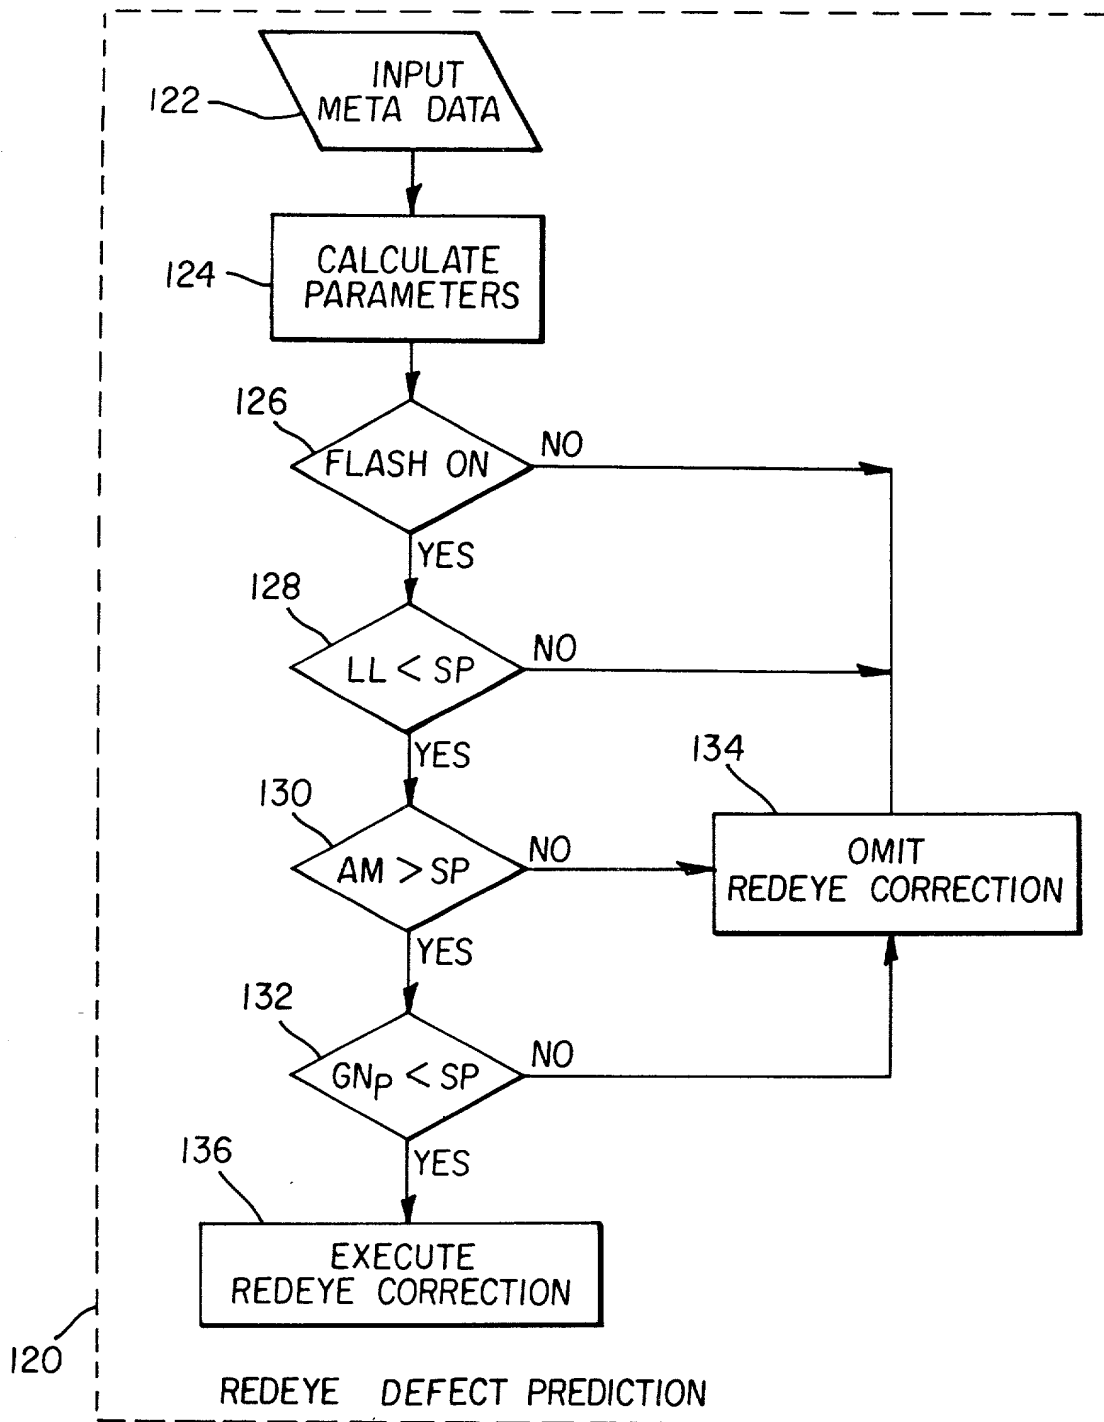 INPUT
META DATA
122
CALCULATE
PARAMETERS
124
126
FLASH ON
NO
YES
128
LL < SP
NO
YES
134
130
AM > SP
NO
OMIT
REDEYE CORRECTION
YES
132
GNP < SP
NO
YES
136
EXECUTE
REDEYE CORRECTION
120
REDEYE DEFECT PREDICTION